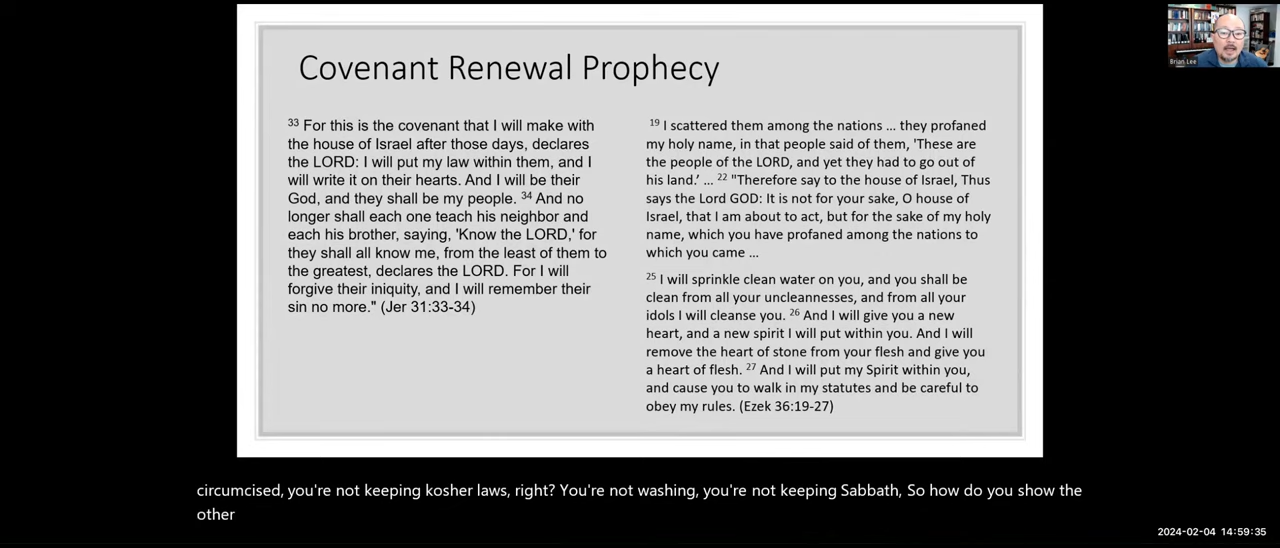 Covenant Renewal Prophecy
33 For this is the covenant that I will make with
the house of Israel after those days, declares
the LORD: I will put my law within them, and I
will write it on their hearts. And I will be their
God, and they shall be my people. 34 And no
longer shall each one teach his neighbor and
each his brother, saying, 'Know the LORD,' for
they shall all know me, from the least of them to
the greatest, declares the LORD. For I will
forgive their iniquity, and I will remember their
sin no more." (Jer 31:33-34)
19 I scattered them among the nations ... they profaned
my holy name, in that people said of them, 'These are
the people of the LORD, and yet they had to go out of
his land.' ... 22 "Therefore say to the house of Israel, Thus
says the Lord GOD: It is not for your sake, O house of
Israel, that I am about to act, but for the sake of my holy
name, which you have profaned among the nations to
which you came ...
25 I will sprinkle clean water on you, and you shall be
clean from all your uncleannesses, and from all your
idols I will cleanse you. 26 And I will give you a new
heart, and a new spirit I will put within you. And I will
remove the heart of stone from your flesh and give you
a heart of flesh. 27 And I will put my Spirit within you,
and cause you to walk in my statutes and be careful to
obey my rules. (Ezek 36:19-27)
Brian Lee
circumcised, you're not keeping kosher laws, right? You're not washing, you're not keeping Sabbath, So how do you show the
other
2024-02-04 14:59:35